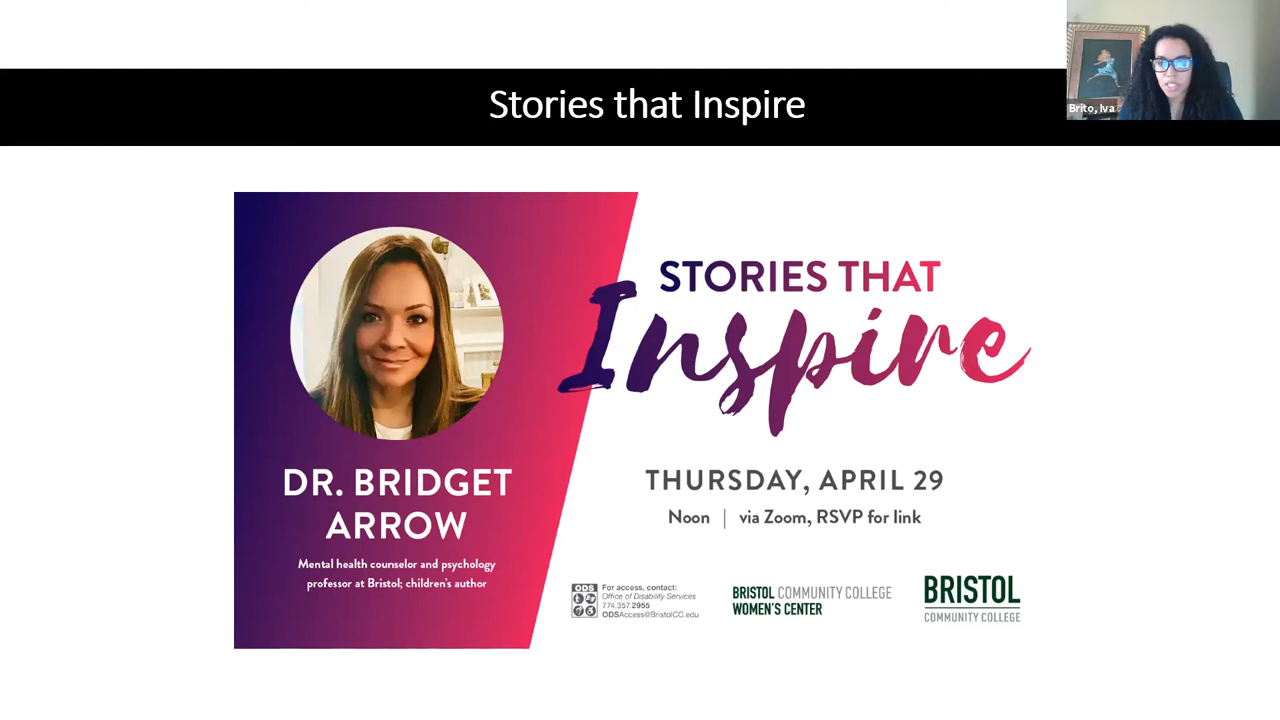 Stories that Inspire
Brito, Iva
STORIES THAT
Inspire
DR. BRIDGET
ARROW
Mental health counselor and psychology
professor at Bristol; children's author
THURSDAY, APRIL 29
Noon | via Zoom, RSVP for link
ODS
For access, contact:
Office of Disability Services
774.357.2955
ODSAccess@BristolCC.edu
BRISTOL COMMUNITY COLLEGE
WOMEN'S CENTER
BRISTOL
COMMUNITY COLLEGE